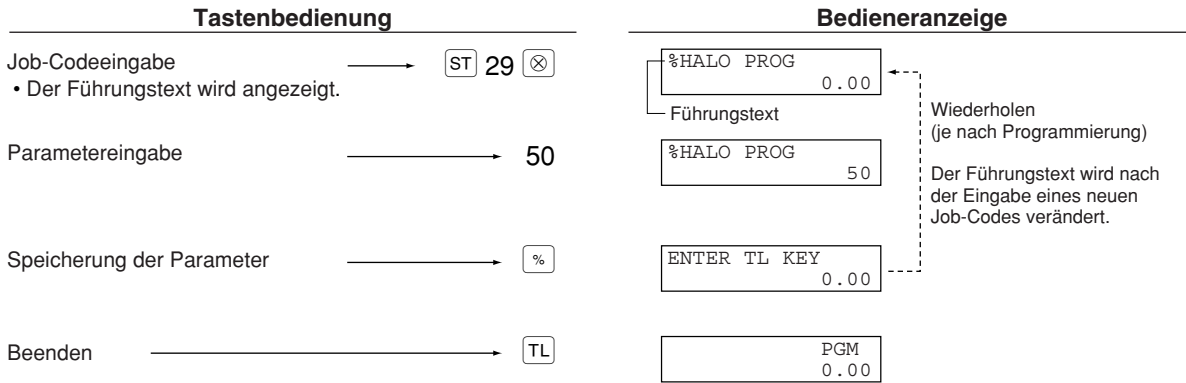 Tastenbedienung
Bedieneranzeige
Job-Codeeingabe
ST 29 ⊗
• Der Führungstext wird angezeigt.
%HALO PROG
0.00
Führungstext
Wiederholen
(je nach Programmierung)
Der Führungstext wird nach
der Eingabe eines neuen
Job-Codes verändert.
Parametereingabe
50
%HALO PROG
50
Speicherung der Parameter
%
ENTER TL KEY
0.00
Beenden
TL
PGM
0.00